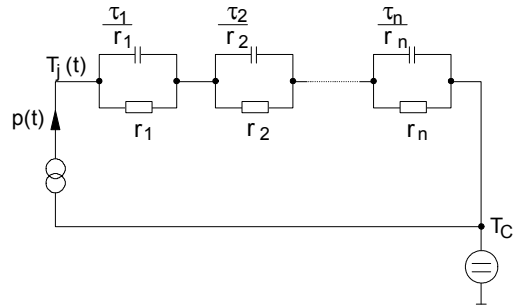 τ1 τ2 τn
r1 r2 rn
Tj(t)
r1 r2 rn
p(t)
TC